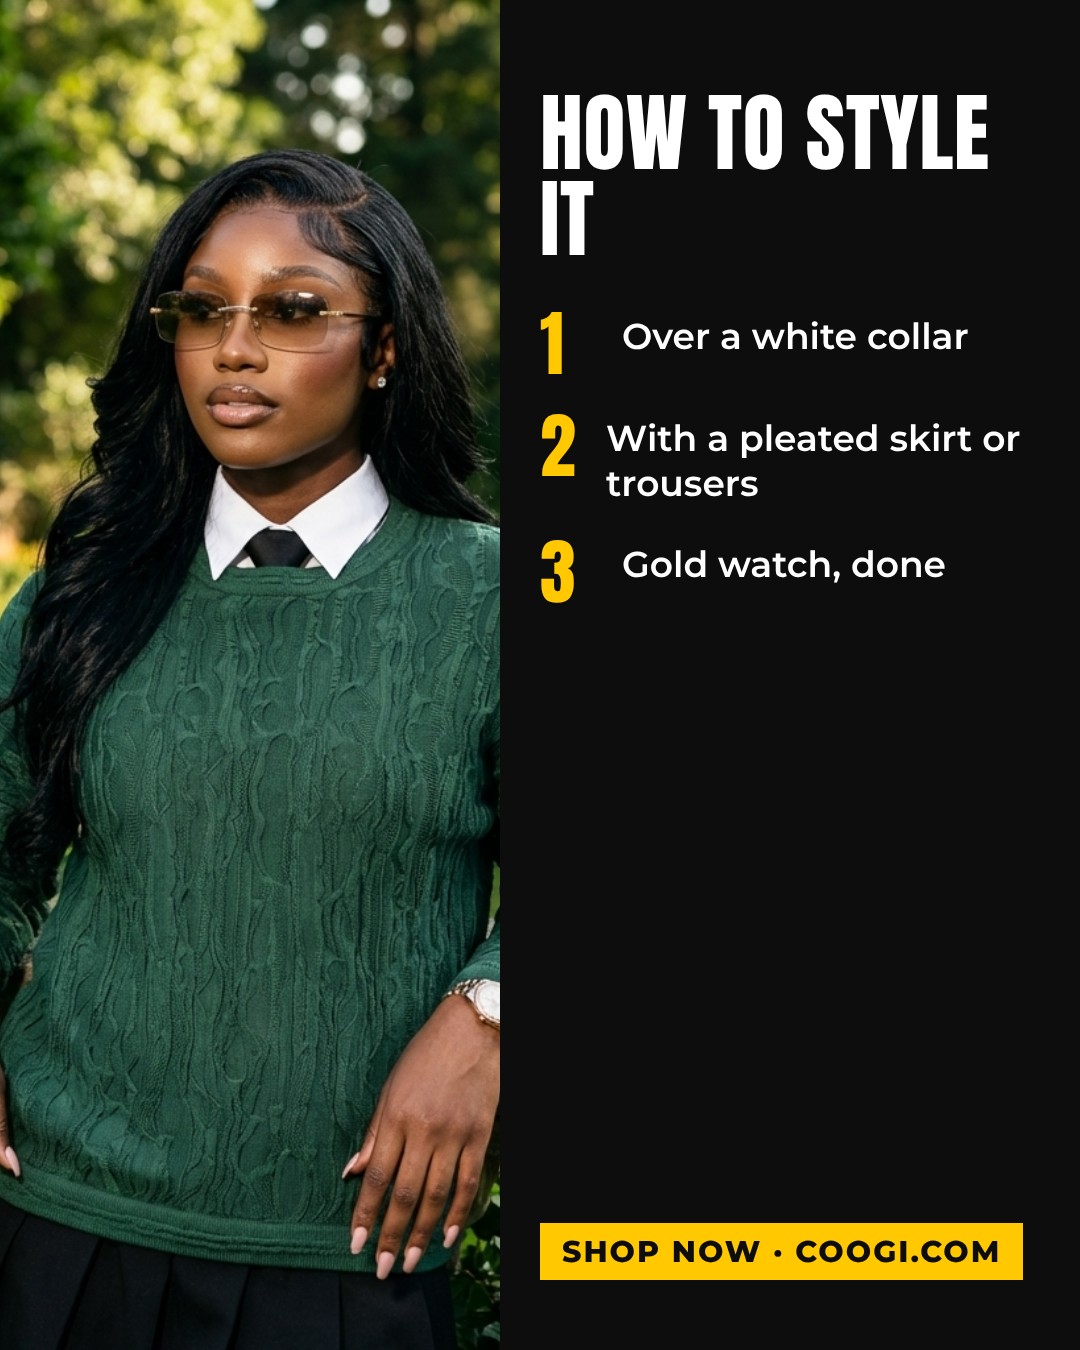 HOW TO STYLE
IT
1 Over a white collar
2 With a pleated skirt or
trousers
3 Gold watch, done
SHOP NOW · COOGI.COM